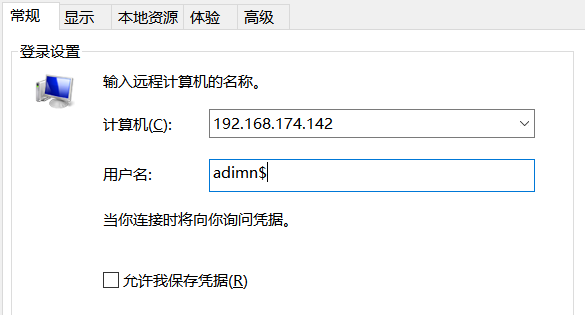 常规 显示 本地资源 体验 高级
登录设置
输入远程计算机的名称。
计算机(C): 192.168.174.142
用户名: adimn$
当你连接时将向你询问凭据。
允许我保存凭据(R)